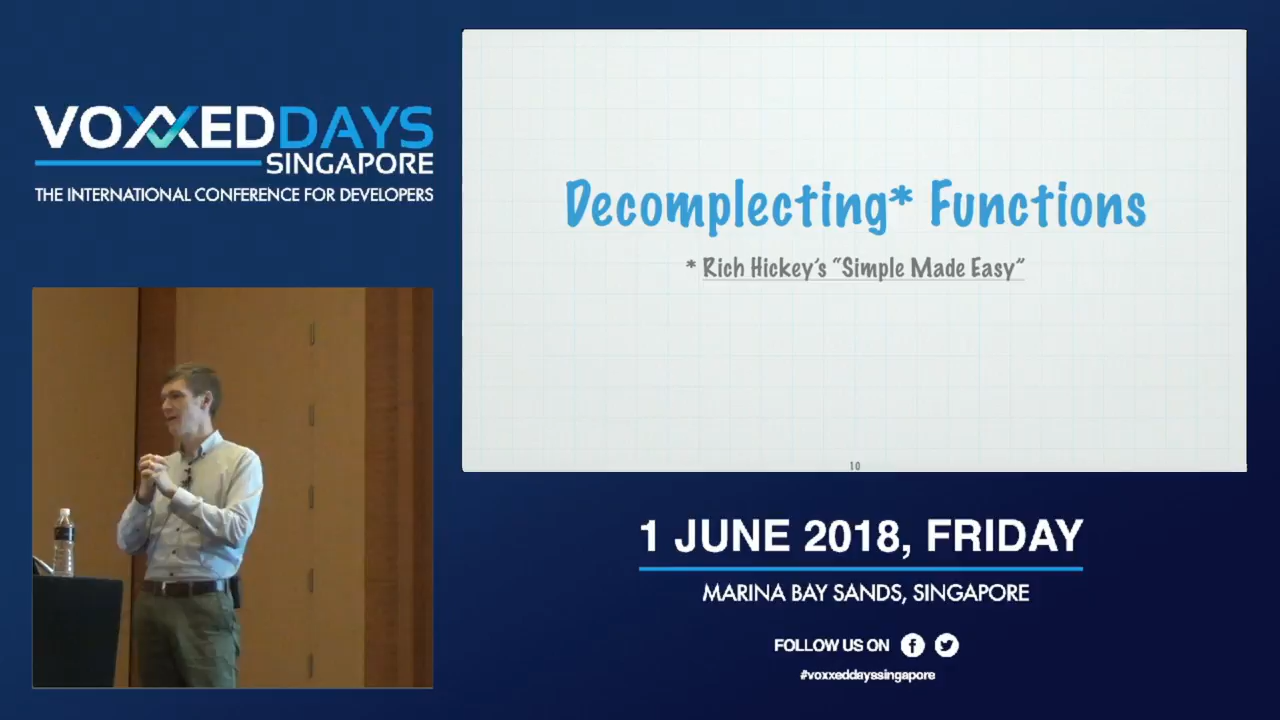 VOXXEDDAYS
SINGAPORE
THE INTERNATIONAL CONFERENCE FOR DEVELOPERS
Decomplecting* Functions
* Rich Hickey's “Simple Made Easy”
10
1 JUNE 2018, FRIDAY
MARINA BAY SANDS, SINGAPORE
FOLLOW US ON
#voxxeddayssingapore